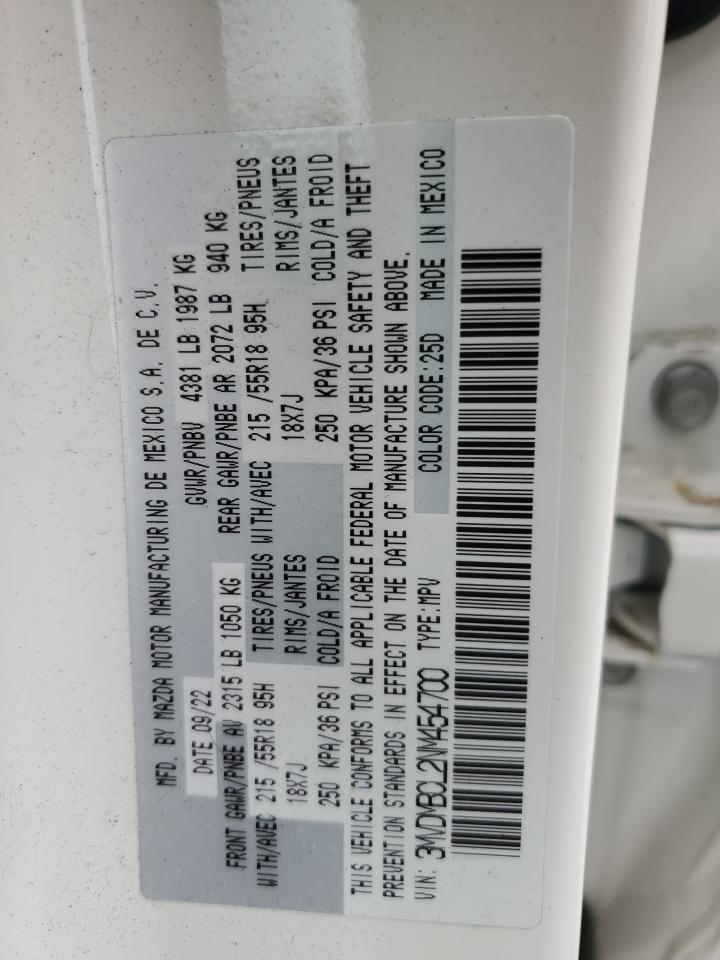 MFD. BY MAZDA MOTOR MANUFACTURING DE MEXICO S.A. DE C.V.
DATE 09/22 GVWR/PNBV 4381 LB 1987 KG
FRONT GAWR/PNBE AV 2315 LB 1050 KG REAR GAWR/PNBE AR 2072 LB 940 KG
WITH/AVEC 215 /55R18 95H TIRES/PNEUS WITH/AVEC 215 /55R18 95H TIRES/PNEUS
18X7J RIMS/JANTES 18X7J RIMS/JANTES
250 KPA/36 PSI COLD/A FROID 250 KPA/36 PSI COLD/A FROID
THIS VEHICLE CONFORMS TO ALL APPLICABLE FEDERAL MOTOR VEHICLE SAFETY AND THEFT
PREVENTION STANDARDS IN EFFECT ON THE DATE OF MANUFACTURE SHOWN ABOVE.
VIN: 3MVDMBCL2NM454700 TYPE:MPV COLOR CODE:25D MADE IN MEXICO